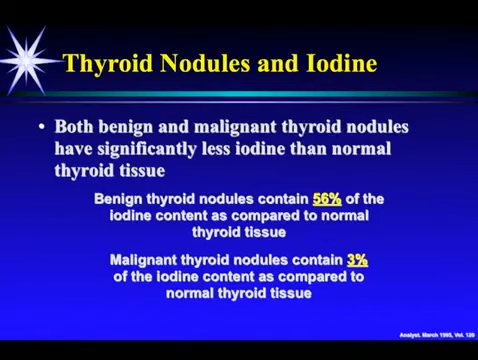 Thyroid Nodules and Iodine
• Both benign and malignant thyroid nodules
have significantly less iodine than normal
thyroid tissue
Benign thyroid nodules contain 56% of the
iodine content as compared to normal
thyroid tissue
Malignant thyroid nodules contain 3%
of the iodine content as compared to
normal thyroid tissue
Analyst. March 1995, Vol. 120